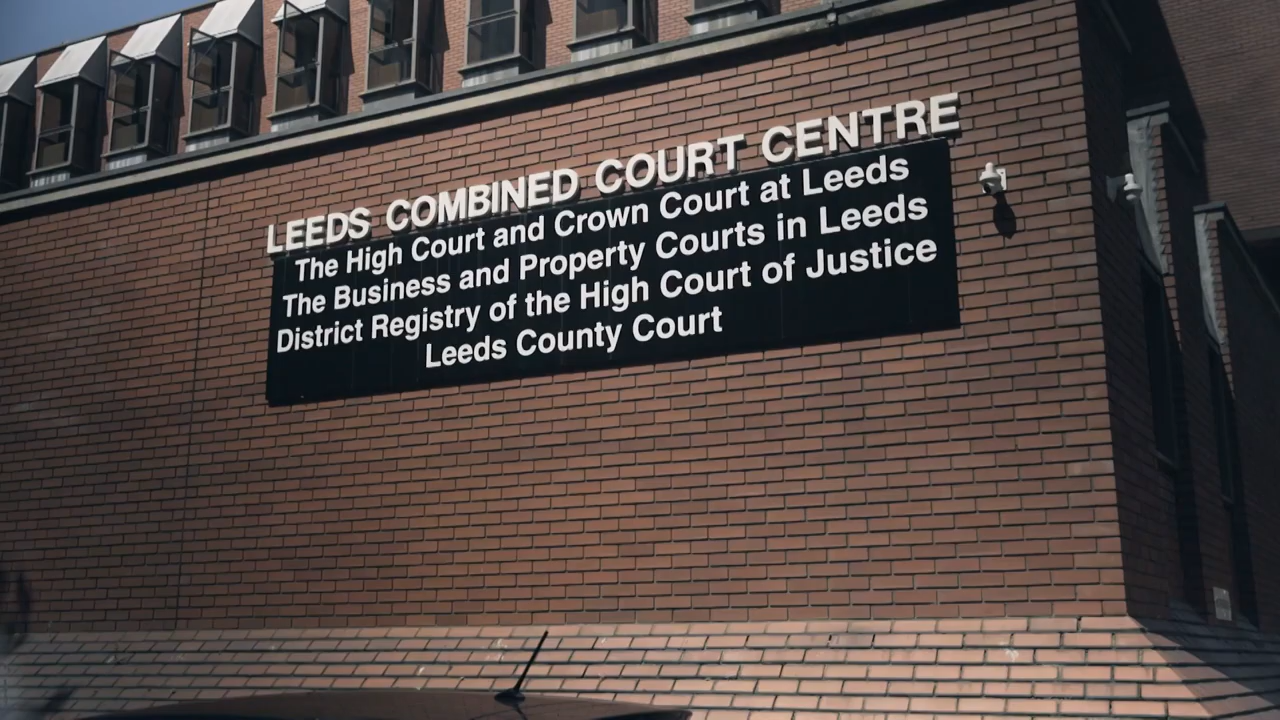 LEEDS COMBINED COURT CENTRE
The High Court and Crown Court at Leeds
The Business and Property Courts in Leeds
District Registry of the High Court of Justice
Leeds County Court